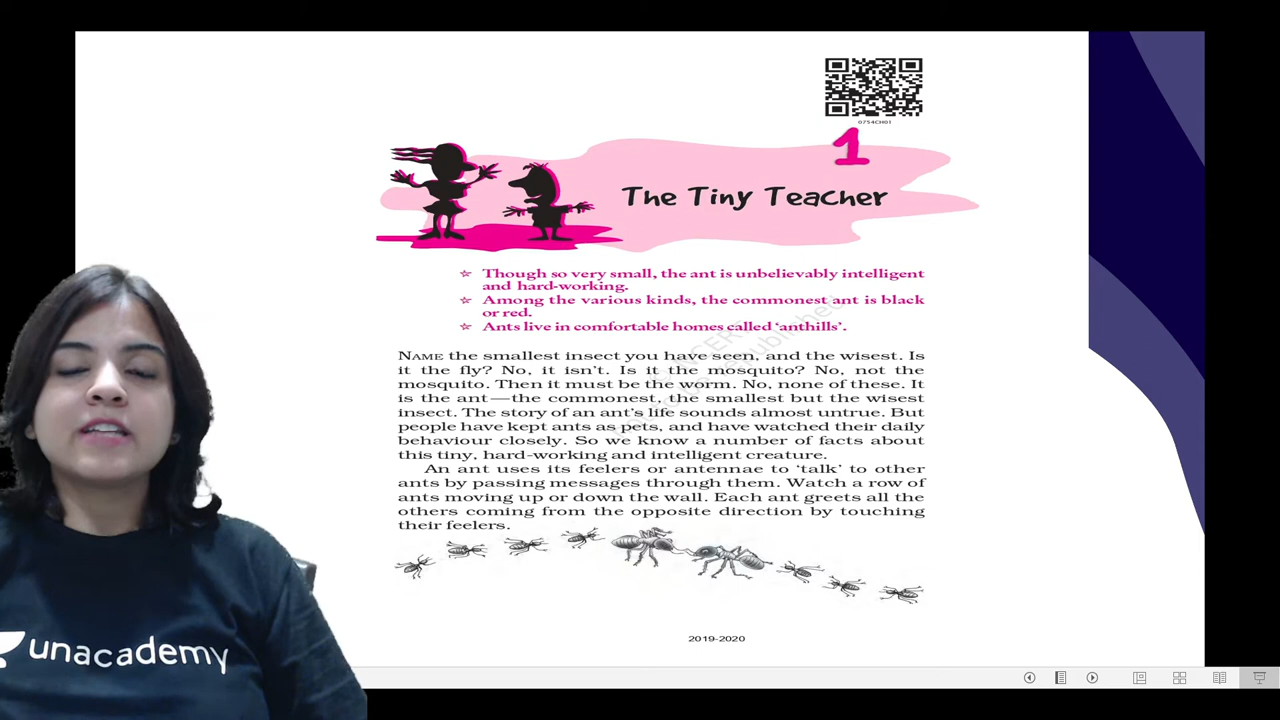 0754CH01
1
The Tiny Teacher
☆ Though so very small, the ant is unbelievably intelligent
and hard-working.
☆ Among the various kinds, the commonest ant is black
or red.
☆ Ants live in comfortable homes called ‘anthills’.
NAME the smallest insect you have seen, and the wisest. Is
it the fly? No, it isn’t. Is it the mosquito? No, not the
mosquito. Then it must be the worm. No, none of these. It
is the ant—the commonest, the smallest but the wisest
insect. The story of an ant’s life sounds almost untrue. But
people have kept ants as pets, and have watched their daily
behaviour closely. So we know a number of facts about
this tiny, hard-working and intelligent creature.
An ant uses its feelers or antennae to ‘talk’ to other
ants by passing messages through them. Watch a row of
ants moving up or down the wall. Each ant greets all the
others coming from the opposite direction by touching
their feelers.
2019-2020
unacademy